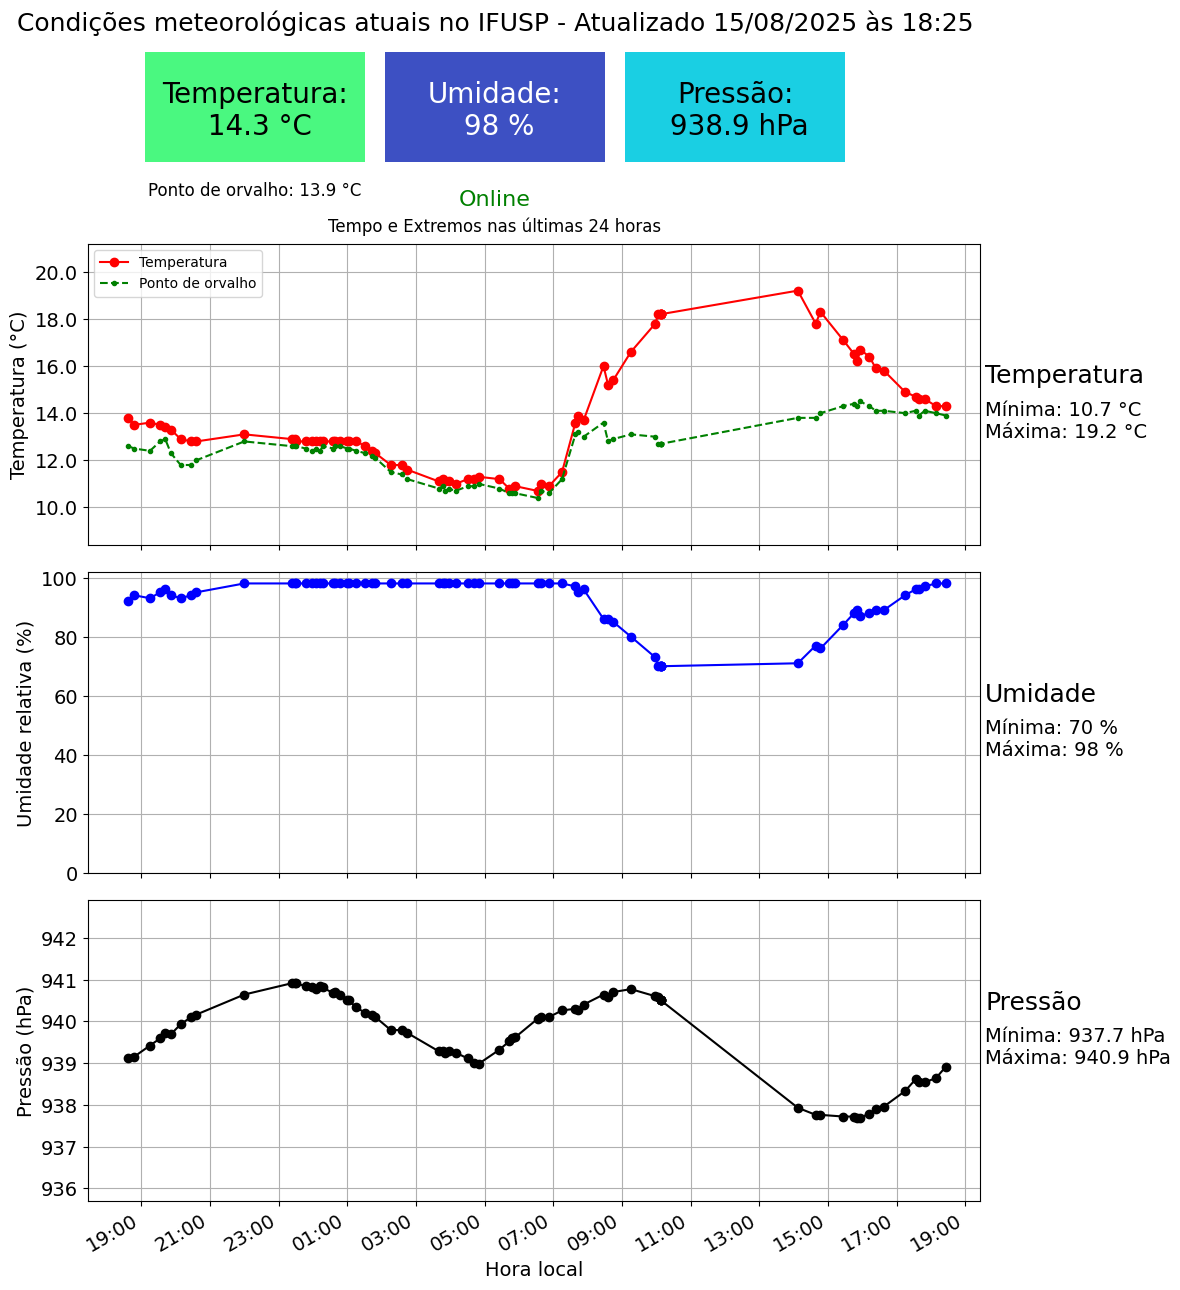 Condições meteorológicas atuais no IFUSP - Atualizado 15/08/2025 às 18:25
Temperatura:
14.3 °C
Umidade:
98 %
Pressão:
938.9 hPa
Ponto de orvalho: 13.9 °C
Online
Tempo e Extremos nas últimas 24 horas
Temperatura (°C)
20.0
18.0
16.0
14.0
12.0
10.0
Temperatura
Ponto de orvalho
Temperatura
Mínima: 10.7 °C
Máxima: 19.2 °C
Umidade relativa (%)
100
80
60
40
20
0
Umidade
Mínima: 70 %
Máxima: 98 %
Pressão (hPa)
942
941
940
939
938
937
936
Pressão
Mínima: 937.7 hPa
Máxima: 940.9 hPa
19:00
21:00
23:00
01:00
03:00
05:00
07:00
09:00
11:00
13:00
15:00
17:00
19:00
Hora local